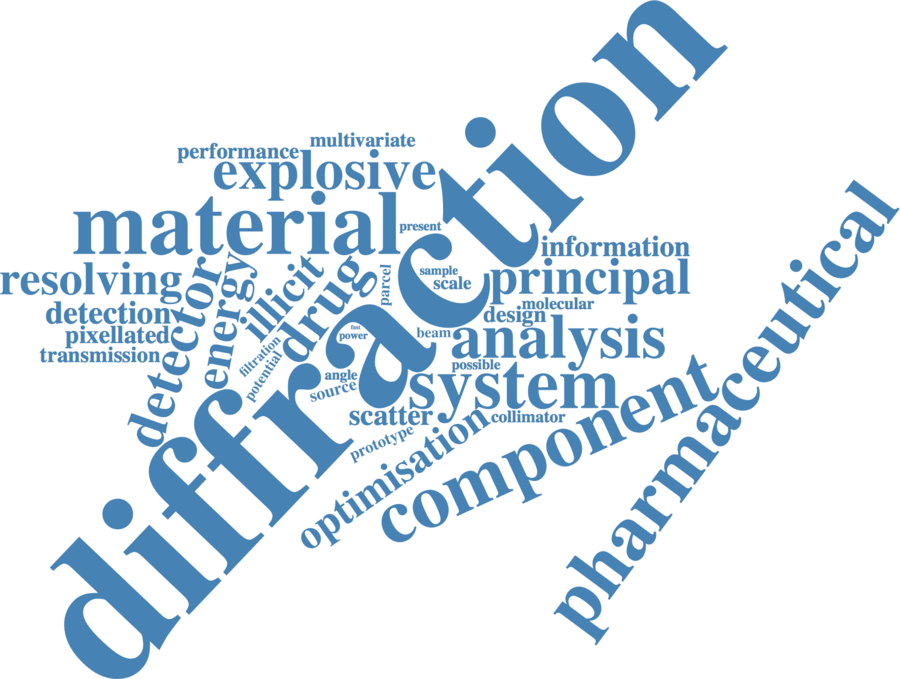 diffraction
multivariate
performance
explosive
material
present
information
resolving
detector
energy
illicit
drug
parcel
sample
scale
principal
detection
pixellated
transmission
molecular
design
fast
power
beam
analysis
filtration
potential
possible
angle
source
system
scatter
collimator
prototype
optimisation
component
pharmaceutical